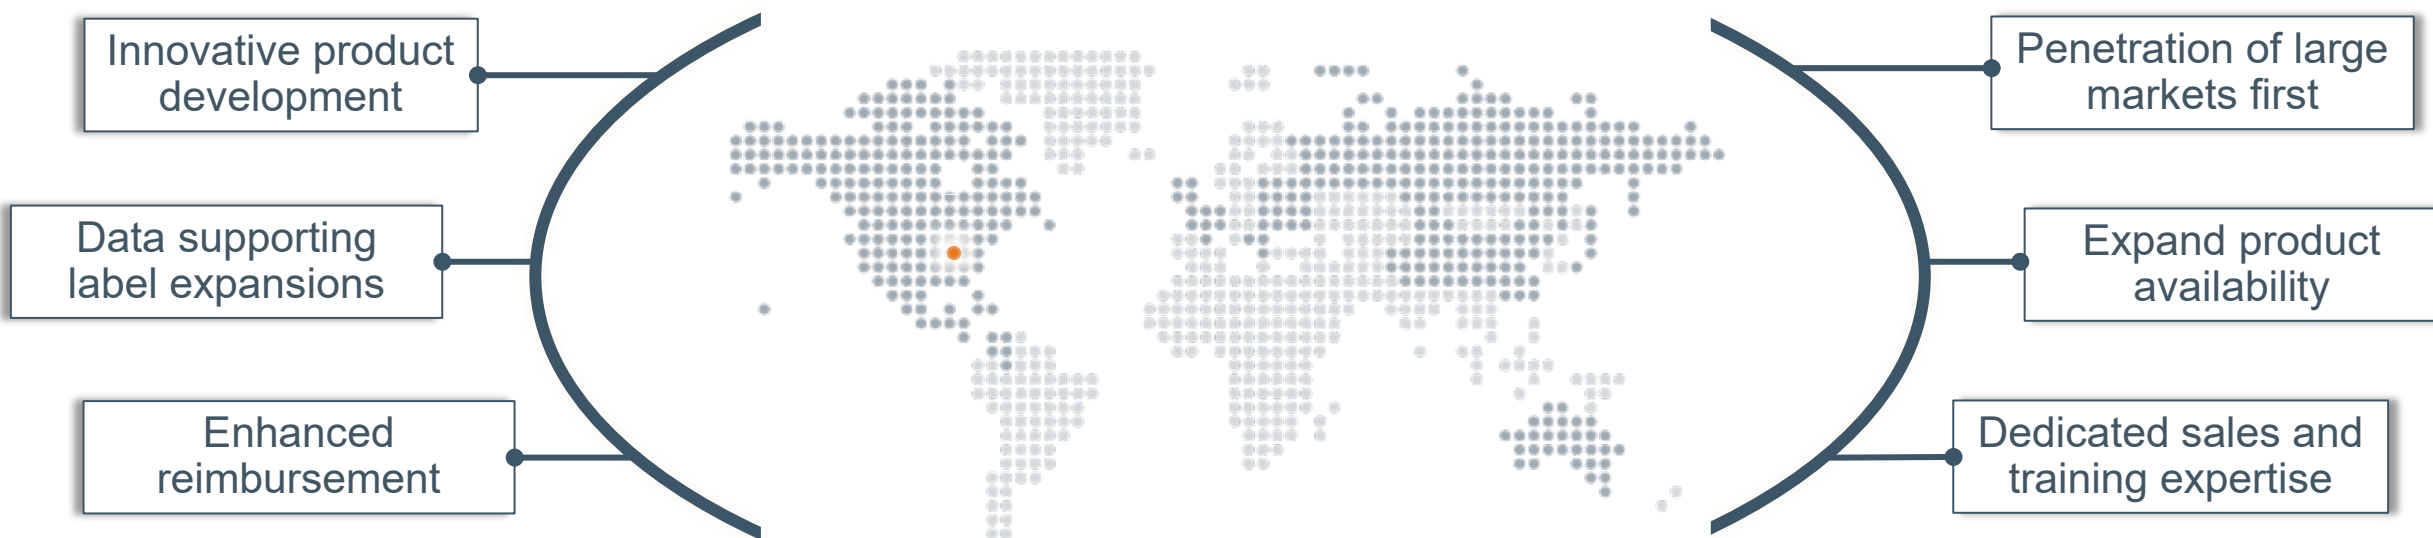 Innovative product
development
Data supporting
label expansions
Enhanced
reimbursement
Penetration of large
markets first
Expand product
availability
Dedicated sales and
training expertise